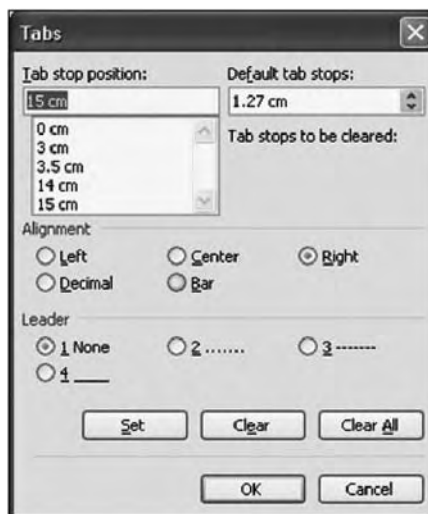 Tabs
Tab stop position: Default tab stops:
15 cm 1.27 cm
0 cm Tab stops to be cleared:
3 cm
3.5 cm
14 cm
15 cm
Alignment
Left Center Right
Decimal Bar
Leader
1 None 2 ....... 3 -------
4 ____
Set Clear Clear All
OK Cancel